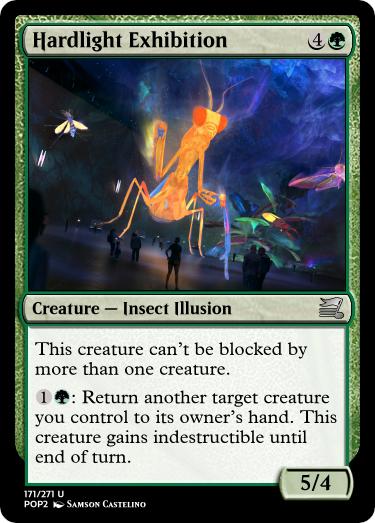 Hardlight Exhibition 4
Creature — Insect Illusion
This creature can't be blocked by
more than one creature.
1: Return another target creature
you control to its owner's hand. This
creature gains indestructible until
end of turn.
5/4
171/271 U
POP2 Samson Castelino